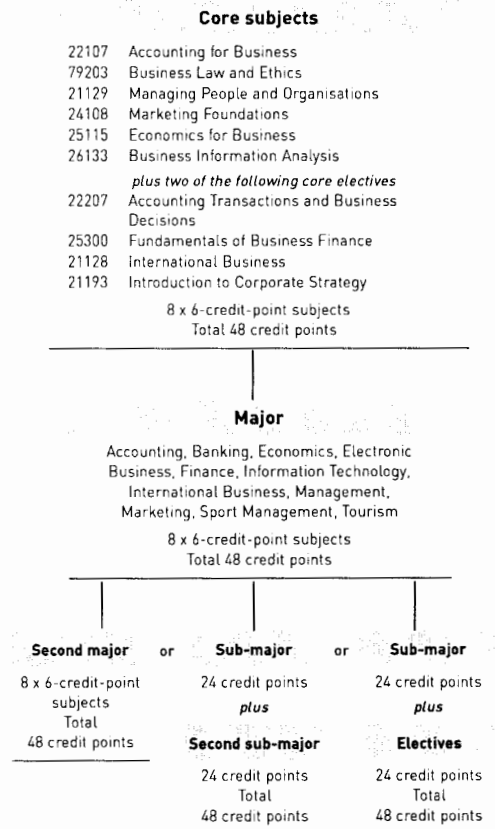 Core subjects
22107 Accounting for Business
79203 Business Law and Ethics
21129 Managing People and Organisations
24108 Marketing Foundations
25115 Economics for Business
26133 Business Information Analysis
plus two of the following core electives
22207 Accounting Transactions and Business
Decisions
25300 Fundamentals of Business Finance
21128 International Business
21193 Introduction to Corporate Strategy
8 x 6-credit-point subjects
Total 48 credit points
Major
Accounting, Banking, Economics, Electronic
Business, Finance, Information Technology,
International Business, Management,
Marketing, Sport Management, Tourism
8 x 6-credit-point subjects
Total 48 credit points
Second major or Sub-major or Sub-major
8 x 6-credit-point 24 credit points 24 credit points
subjects plus plus
Total
48 credit points Second sub-major Electives
24 credit points 24 credit points
Total Total
48 credit points 48 credit points